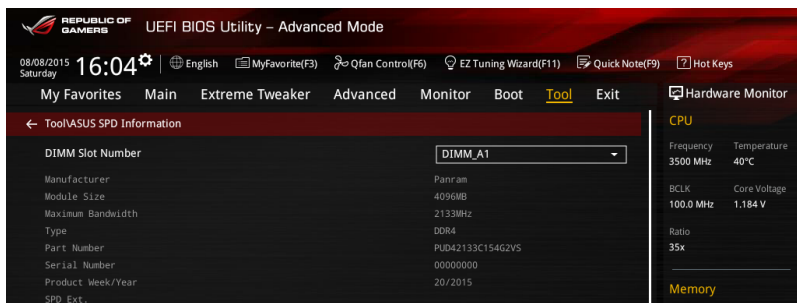 REPUBLIC OF GAMERS
UEFI BIOS Utility – Advanced Mode
08/08/2015 Saturday 16:04 English MyFavorite(F3) Qfan Control(F6) EZ Tuning Wizard(F11) Quick Note(F9) ? Hot Keys
My Favorites Main Extreme Tweaker Advanced Monitor Boot Tool Exit
Hardware Monitor
← Tool\ASUS SPD Information
DIMM Slot Number DIMM_A1
Manufacturer Panram
Module Size 4096MB
Maximum Bandwidth 2133MHz
Type DDR4
Part Number PUD42133C154G2VS
Serial Number 00000000
Product Week/Year 20/2015
SPD Ext.
CPU
Frequency Temperature
3500 MHz 40°C
BCLK Core Voltage
100.0 MHz 1.184 V
Ratio
35x
Memory